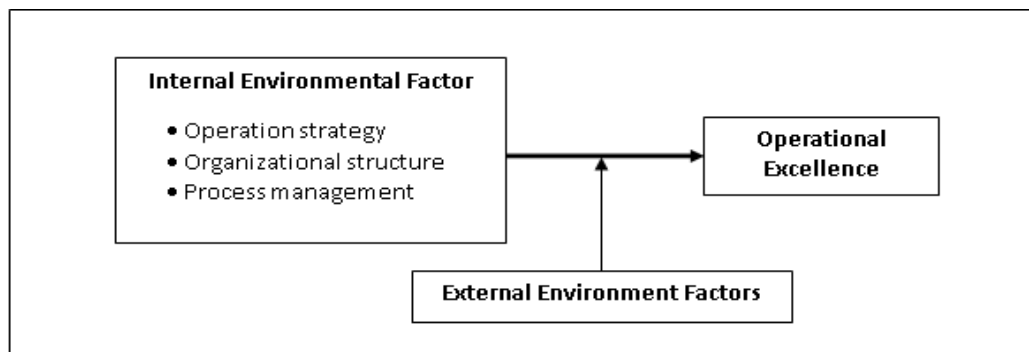 Internal Environmental Factor
• Operation strategy
• Organizational structure
• Process management
Operational
Excellence
External Environment Factors